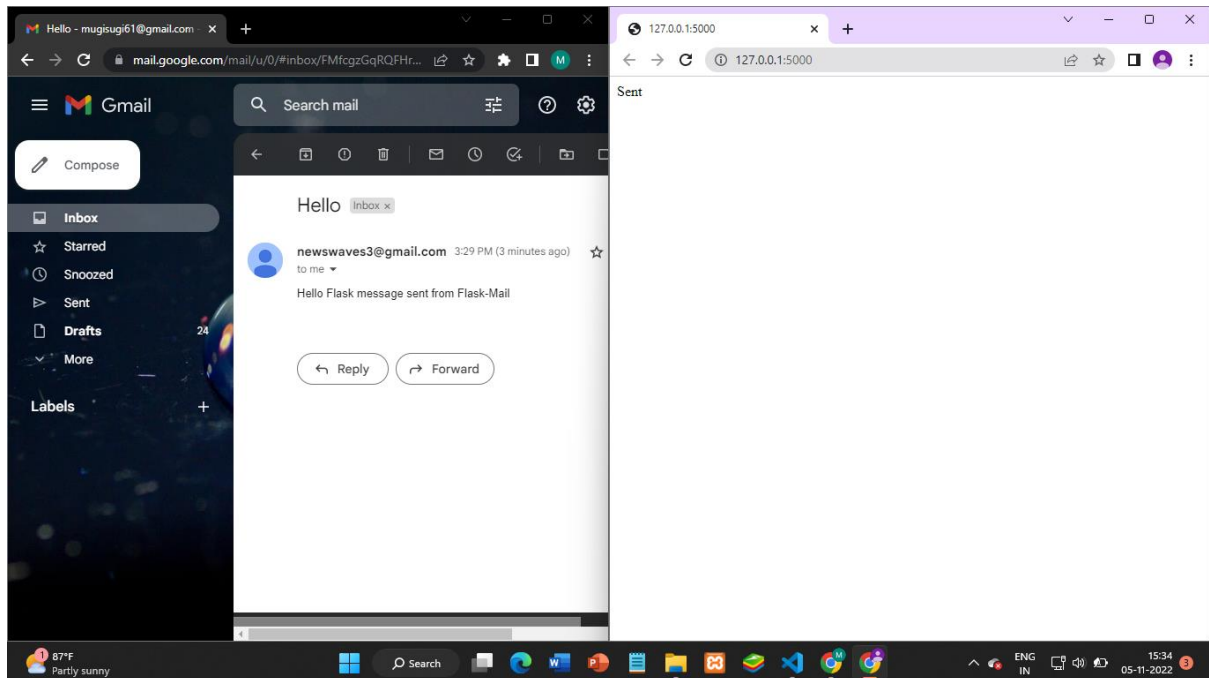 Hello - mugisugi61@gmail.com
mail.google.com/mail/u/0/#inbox/FMfcgzGqRQFHr...
M
Gmail
Search mail
Compose
Inbox
Starred
Snoozed
Sent
Drafts 24
More
Labels
Hello Inbox ×
newswaves3@gmail.com 3:29 PM (3 minutes ago)
to me
Hello Flask message sent from Flask-Mail
Reply Forward
127.0.0.1:5000
127.0.0.1:5000
Sent
1 87°F
Partly sunny
Search
ENG
IN
15:34
05-11-2022
3